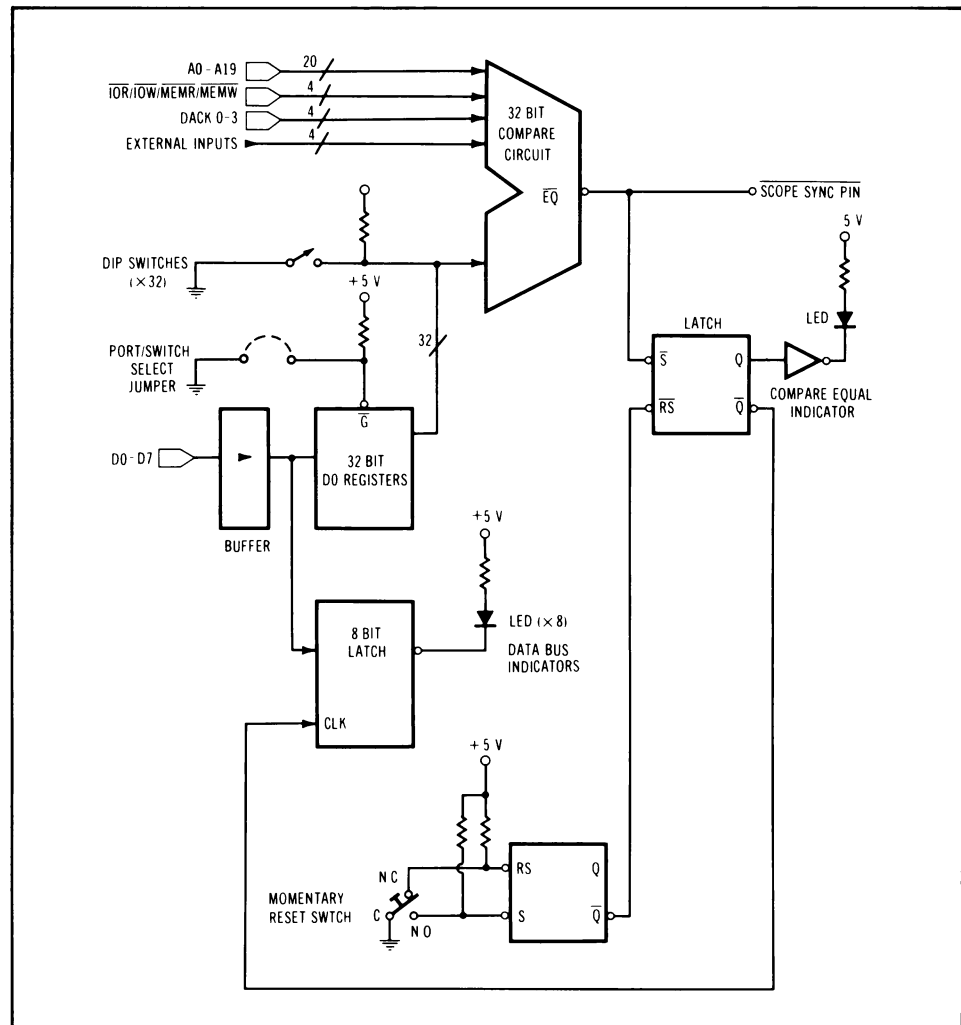 A0-A19
20
IOR/IOW/MEMR/MEMW
4
DACK 0-3
4
EXTERNAL INPUTS
4
32 BIT
COMPARE
CIRCUIT
EQ
SCOPE SYNC PIN
5 V
LED
DIP SWITCHES
(×32)
+5 V
32
PORT/SWITCH
SELECT
JUMPER
LATCH
S
Q
RS
Q
COMPARE EQUAL
INDICATOR
G
D0-D7
32 BIT
DO REGISTERS
BUFFER
+5 V
8 BIT
LATCH
LED (×8)
DATA BUS
INDICATORS
CLK
+5 V
NC
RS
Q
MOMENTARY
RESET SWTCH
C
NO
S
Q